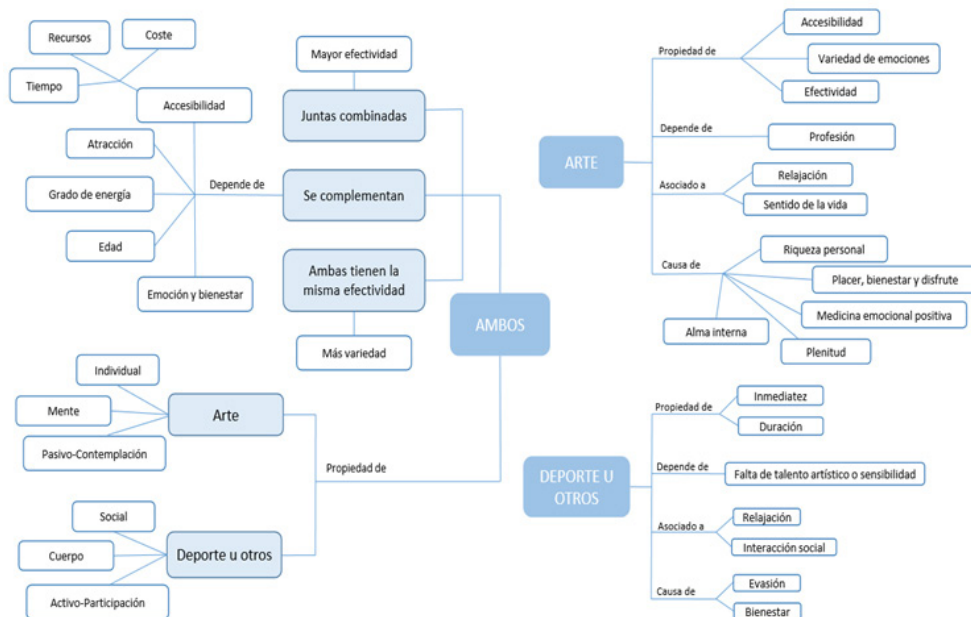 Recursos
Coste
Tiempo
Accesibilidad
Atracción
Grado de energía
Edad
Emoción y bienestar
Depende de
Mayor efectividad
Juntas combinadas
Se complementan
Ambas tienen la
misma efectividad
Más variedad
AMBOS
Individual
Mente
Pasivo-Contemplación
Arte
Propiedad de
Social
Cuerpo
Activo-Participación
Deporte u otros
ARTE
Propiedad de
Accesibilidad
Variedad de emociones
Efectividad
Depende de
Profesión
Asociado a
Relajación
Sentido de la vida
Causa de
Riqueza personal
Placer, bienestar y disfrute
Medicina emocional positiva
Alma interna
Plenitud
DEPORTE U
OTROS
Propiedad de
Inmediatez
Duración
Depende de
Falta de talento artístico o sensibilidad
Asociado a
Relajación
Interacción social
Causa de
Evasión
Bienestar